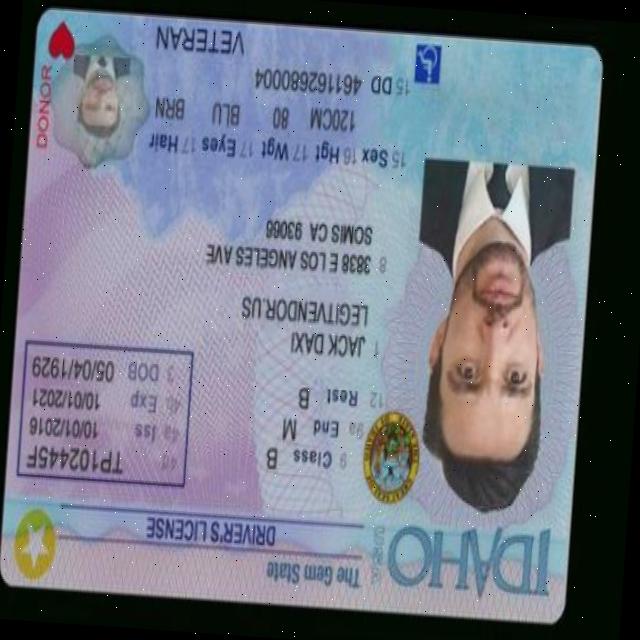 IDAHO
The Gem State
DRIVER'S LICENSE
9 Class B
9a End M
12 Rest B
4d TP102445F
4a Iss 10/01/2016
4b Exp 10/01/2021
3 DOB 05/04/1929
1 JACK DAXI
LEGITVENDOR.US
8 3838 E LOS ANGELES AVE
SOMIS CA 93066
15 Sex 16 Hgt 17 Wgt 17 Eyes 17 Hair
120CM 80 BLU BRN
15 DD 461162680004
VETERAN
DONOR